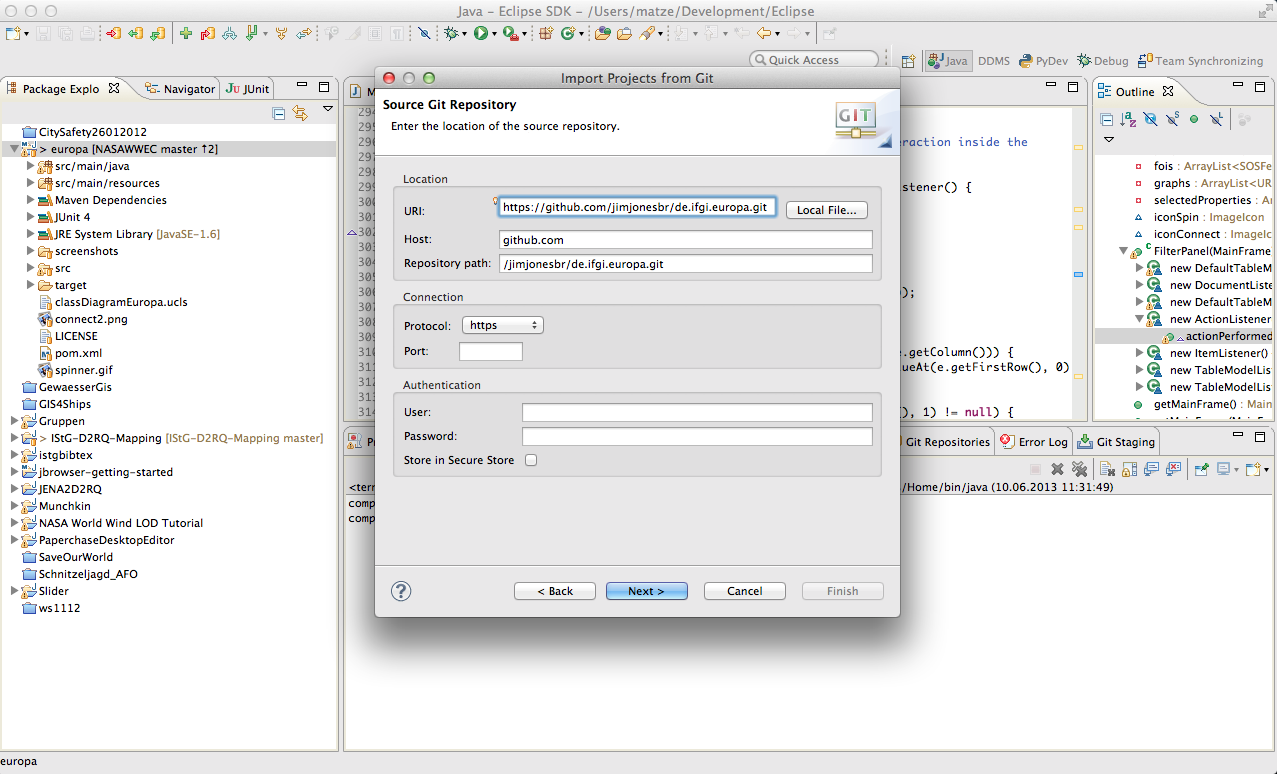 Java - Eclipse SDK - /Users/matze/Development/Eclipse
Quick Access
Java
DDMS
PyDev
Debug
Team Synchronizing
Package Explo
Navigator
JUnit
CitySafety26012012
> europa [NASAWWEC master ↑2]
src/main/java
src/main/resources
Maven Dependencies
JUnit 4
JRE System Library [JavaSE-1.6]
screenshots
src
target
classDiagramEuropa.ucls
connect2.png
LICENSE
pom.xml
spinner.gif
GewaesserGis
GIS4Ships
Gruppen
> IStG-D2RQ-Mapping [IStG-D2RQ-Mapping master]
istgbibtex
jbrowser-getting-started
JENA2D2RQ
Munchkin
NASA World Wind LOD Tutorial
PaperchaseDesktopEditor
SaveOurWorld
Schnitzeljagd_AFO
Slider
ws1112
294
295
296
297
298
299
300
301
302
303
304
305
306
307
308
309
310
311
312
313
314
eraction inside the
stener() {
);
e.getColumn())) {
ueAt(e.getFirstRow(), 0)
), 1) != null) {
Import Projects from Git
Source Git Repository
Enter the location of the source repository.
GIT
Location
URI:
https://github.com/jimjonesbr/de.ifgi.europa.git
Local File...
Host:
github.com
Repository path:
/jimjonesbr/de.ifgi.europa.git
Connection
Protocol:
https
Port:
Authentication
User:
Password:
Store in Secure Store
?
< Back
Next >
Cancel
Finish
Outline
fois : ArrayList<SOSFe
graphs : ArrayList<UR
selectedProperties : Ar
iconSpin : ImageIcon
iconConnect : ImageIc
FilterPanel(MainFrame
new DefaultTableM
new DocumentListe
new DefaultTableM
new ActionListener
actionPerformed
new ItemListener()
new TableModelList
new TableModelList
getMainFrame() : Main
Git Repositories
Error Log
Git Staging
<terr
/Home/bin/java (10.06.2013 11:31:49)
comp
comp
europa